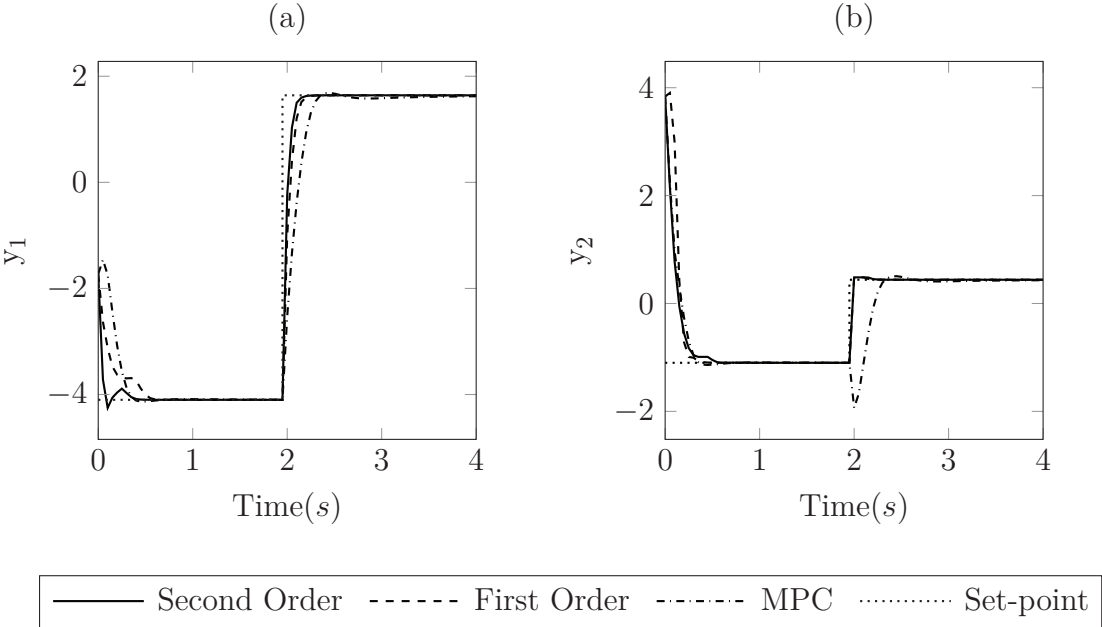 (a)
(b)
2
0
−2
−4
y1
0 1 2 3 4
Time(s)
4
2
0
−2
y2
0 1 2 3 4
Time(s)
Second Order First Order MPC Set-point